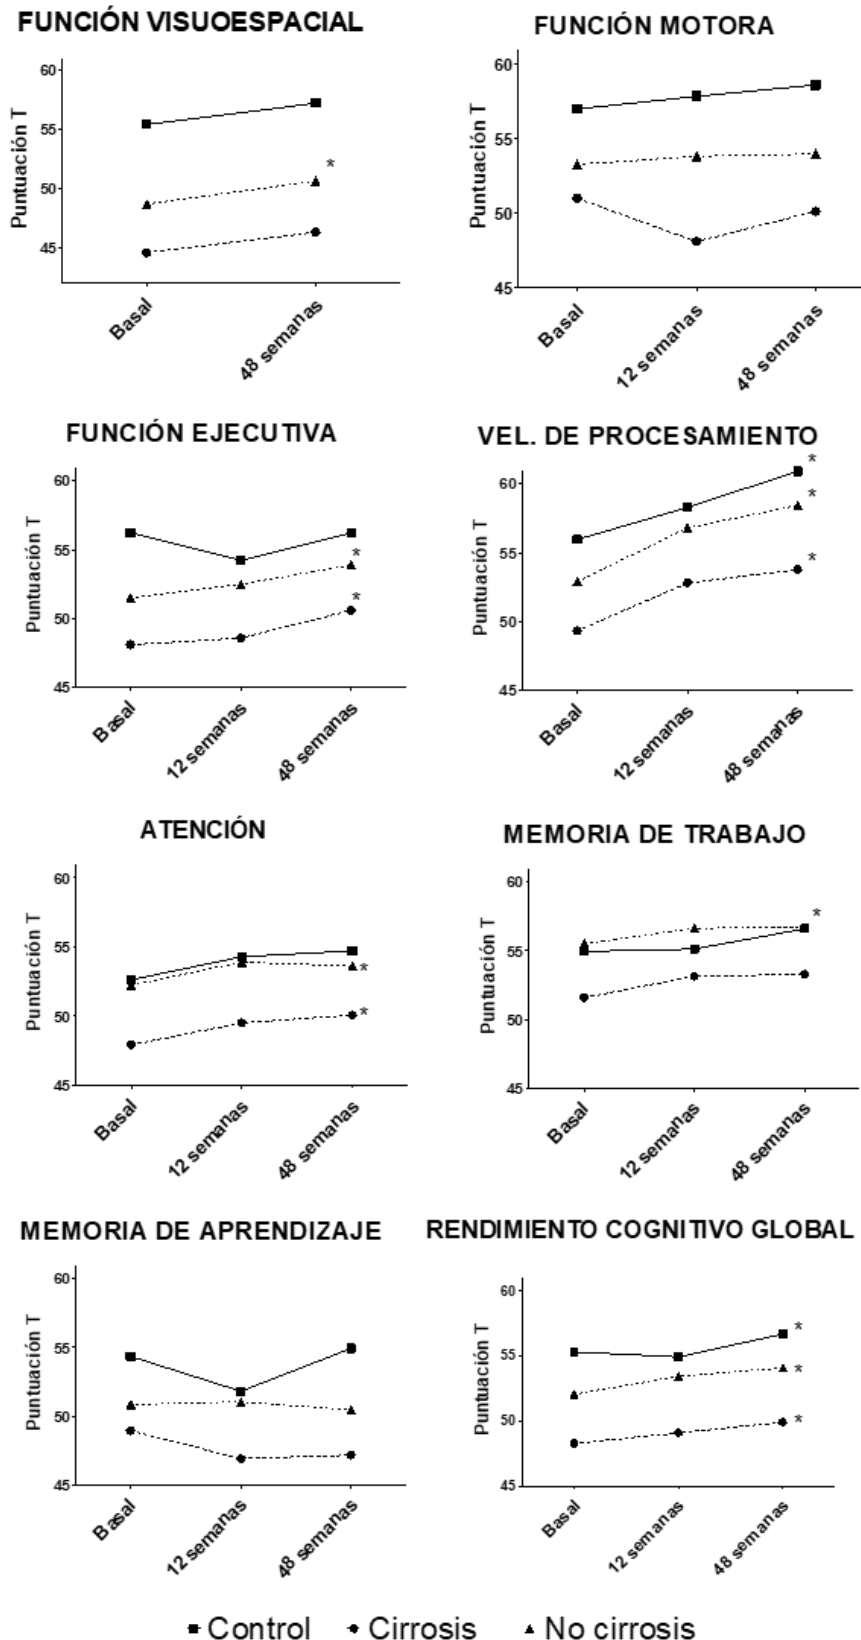 FUNCIÓN VISUOESPACIAL
60
55
50
45
Puntuación T
*
Basal
48 semanas
FUNCIÓN MOTORA
60
55
50
45
Puntuación T
Basal
12 semanas
48 semanas
FUNCIÓN EJECUTIVA
60
55
50
45
Puntuación T
*
*
Basal
12 semanas
48 semanas
VEL. DE PROCESAMIENTO
60
55
50
45
Puntuación T
*
*
*
Basal
12 semanas
48 semanas
ATENCIÓN
60
55
50
45
Puntuación T
*
*
Basal
12 semanas
48 semanas
MEMORIA DE TRABAJO
60
55
50
45
Puntuación T
*
Basal
12 semanas
48 semanas
MEMORIA DE APRENDIZAJE
60
55
50
45
Puntuación T
Basal
12 semanas
48 semanas
RENDIMIENTO COGNITIVO GLOBAL
60
55
50
45
Puntuación T
*
*
*
Basal
12 semanas
48 semanas
Control Cirrosis No cirrosis